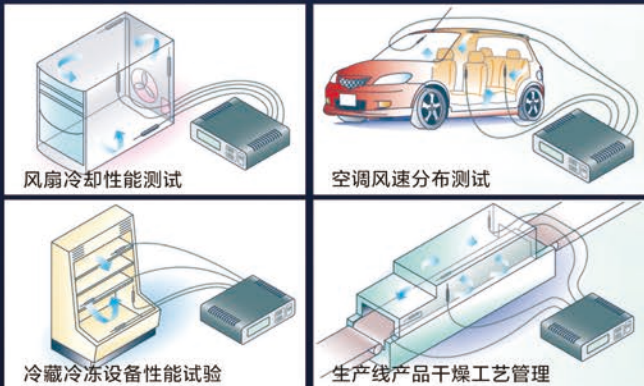 风扇冷却性能测试
空调风速分布测试
冷藏冷冻设备性能试验
生产线产品干燥工艺管理